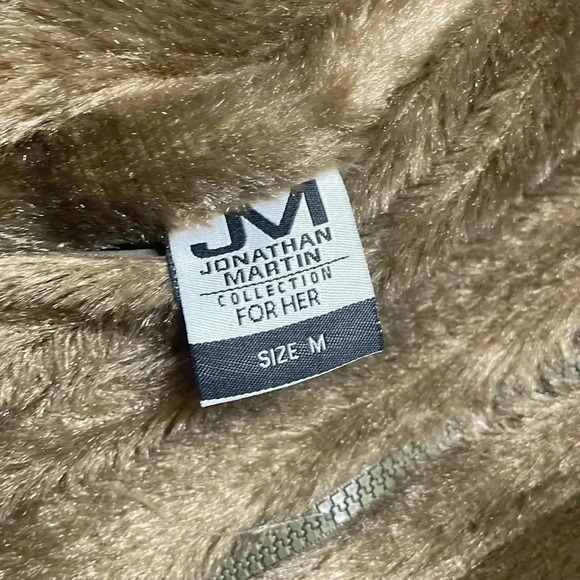 JM
JONATHAN
MARTIN
COLLECTION
FOR HER
SIZE M